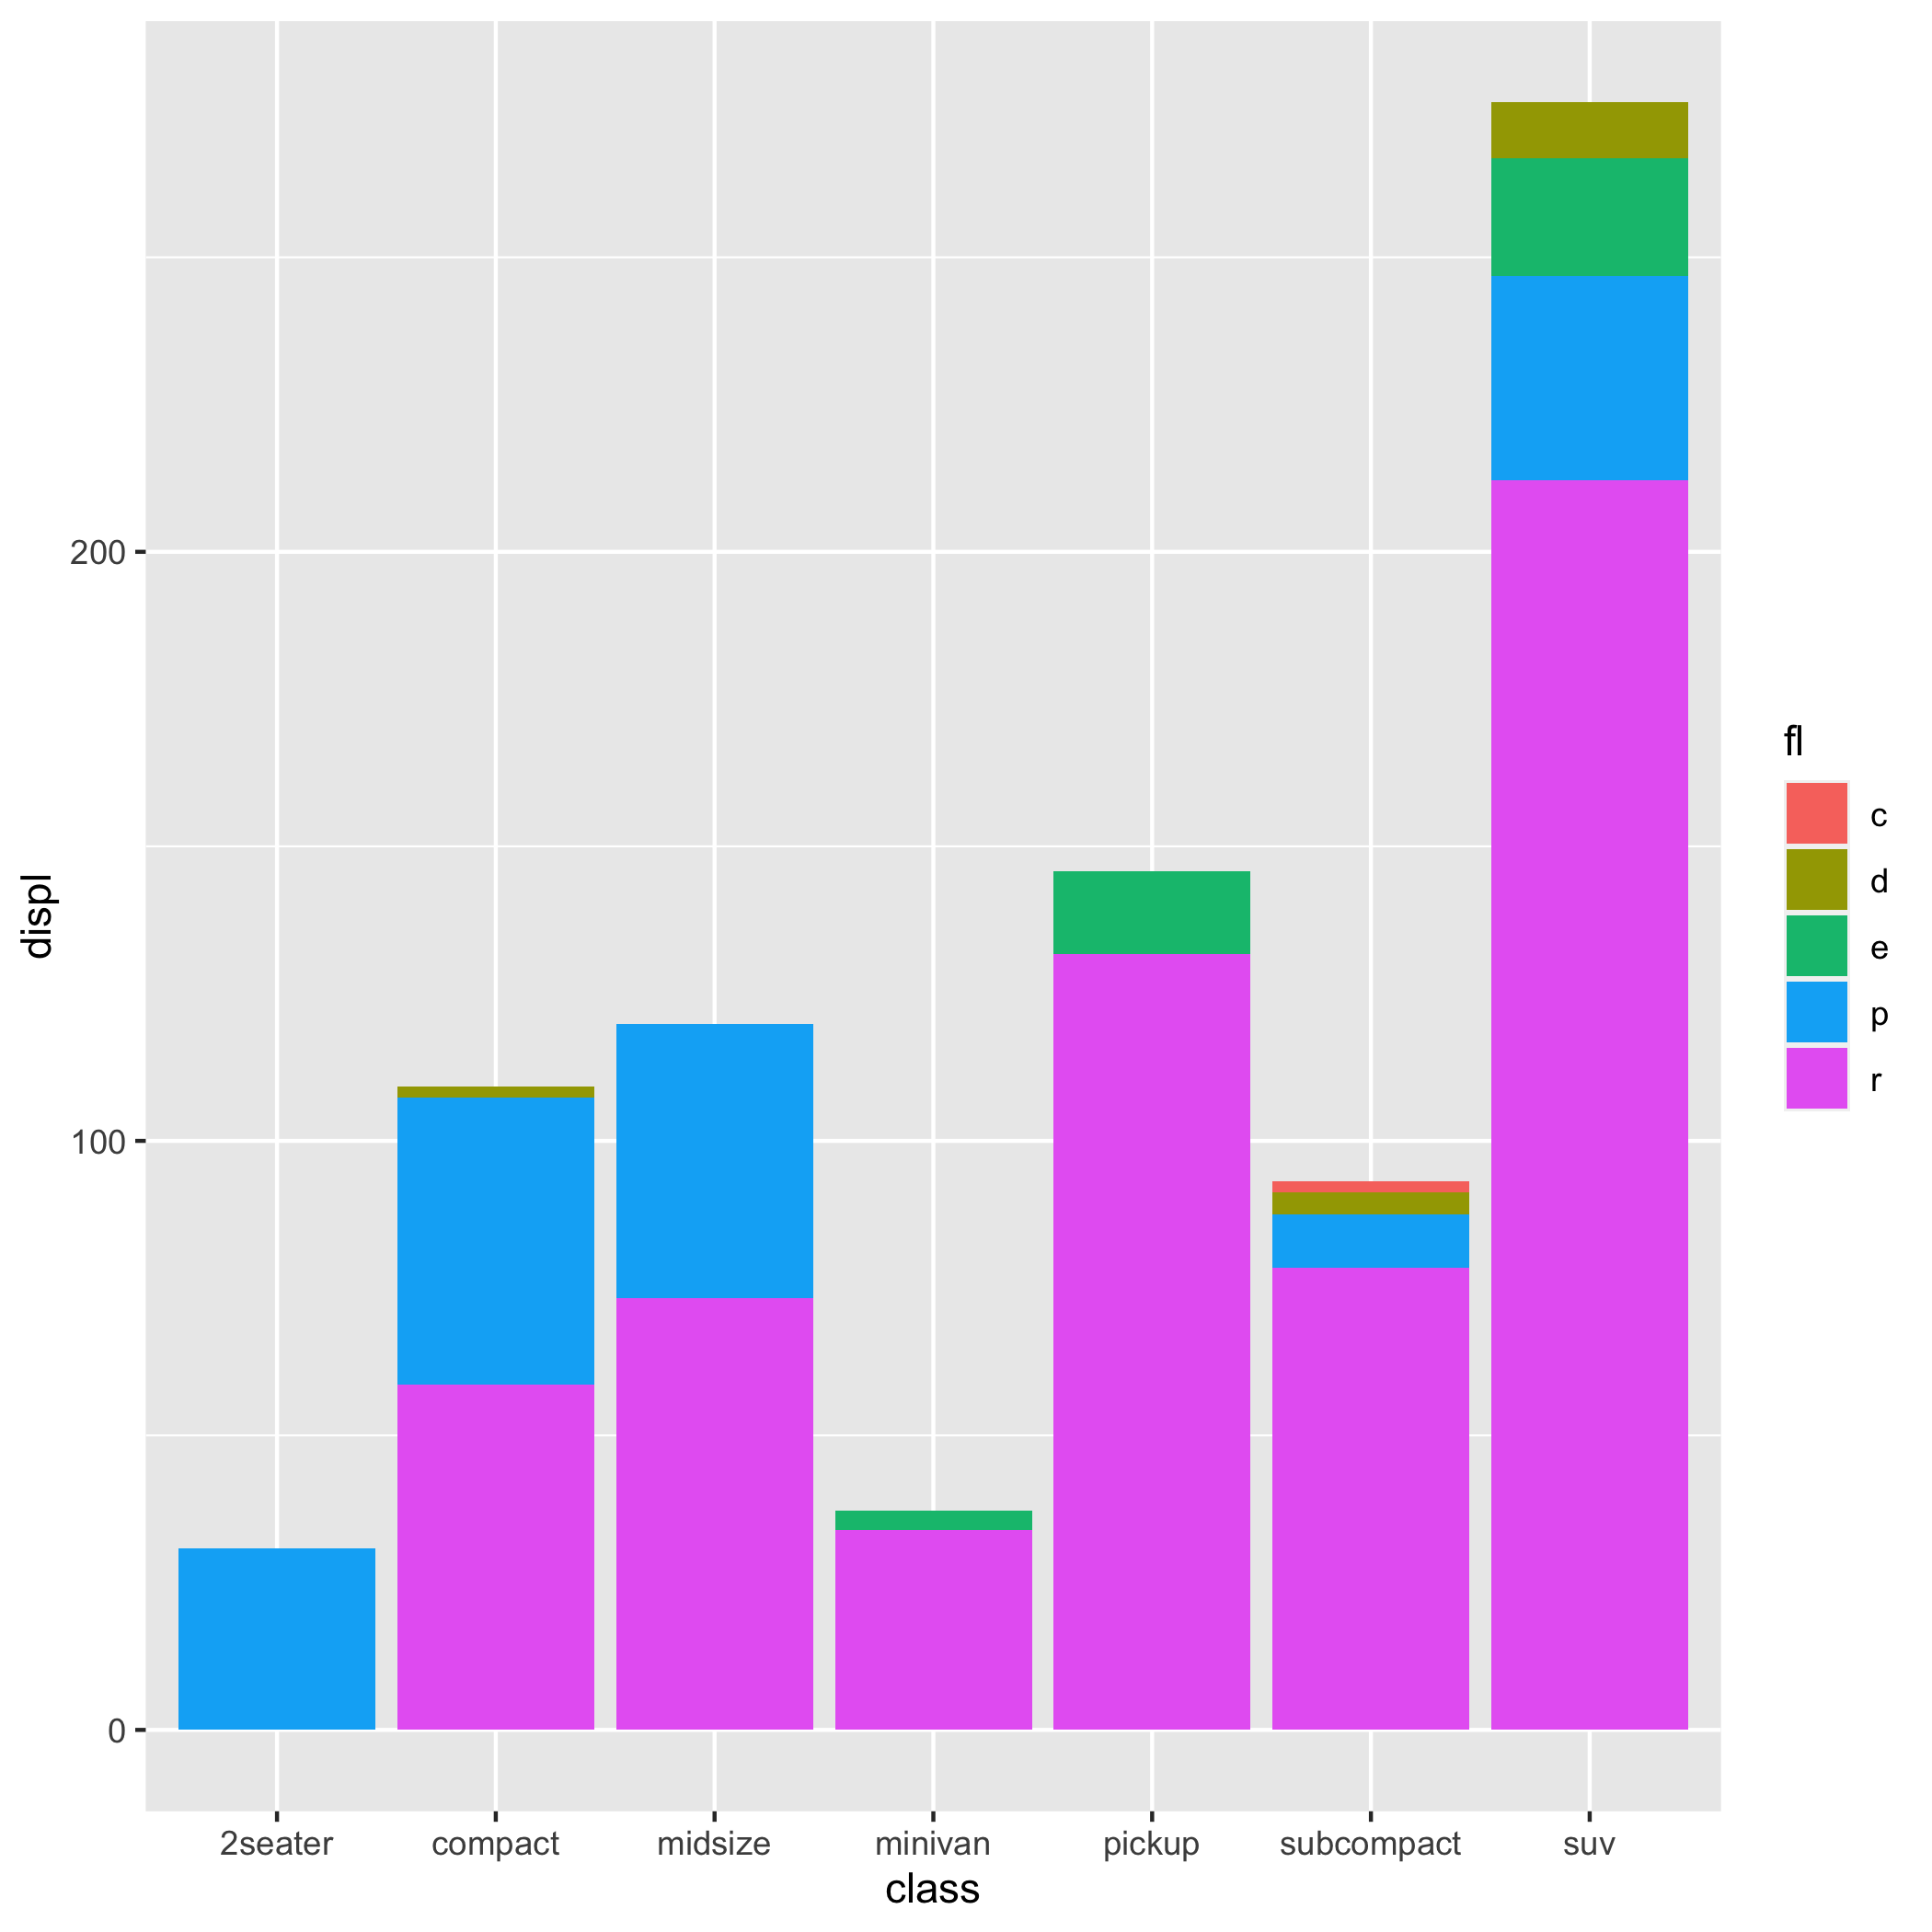 displ
200
100
0
2seater compact midsize minivan pickup subcompact suv
class
fl
c
d
e
p
r